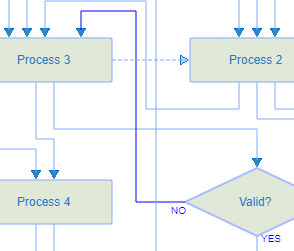 Process 3
Process 2
Process 4
Valid?
NO
YES